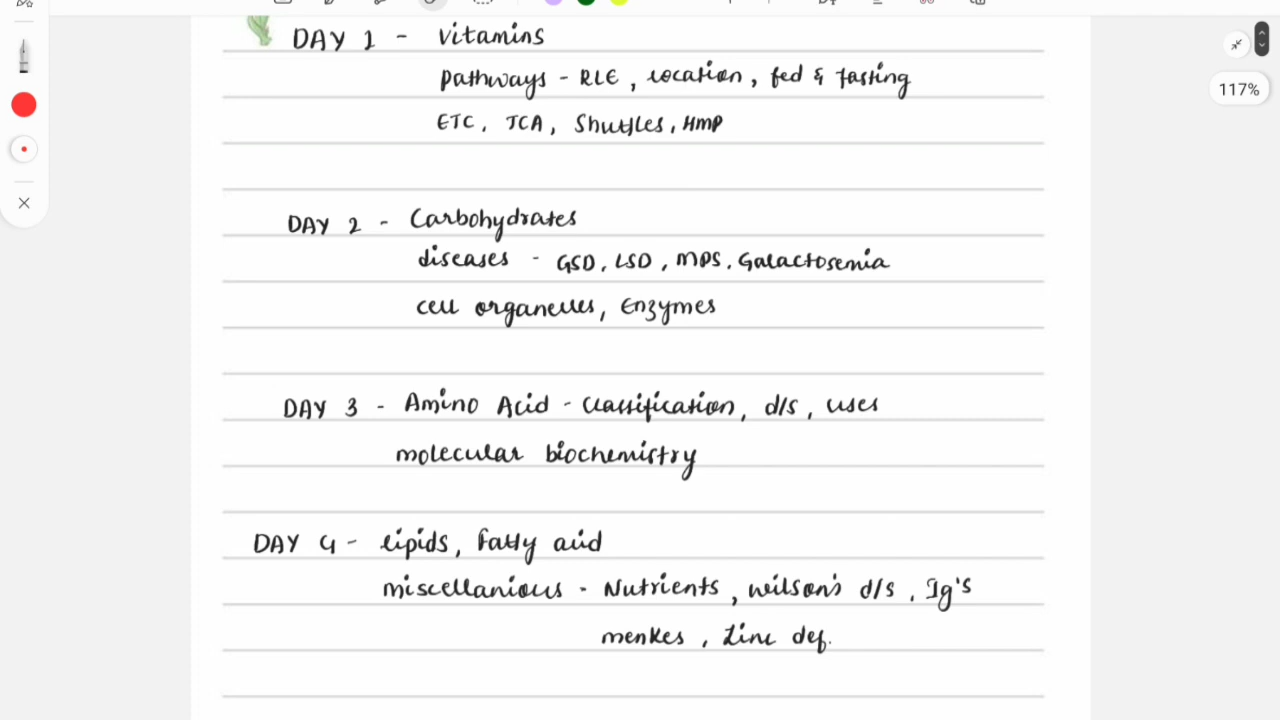 DAY 1 - Vitamins
117%
Pathways - RLE, location, fed & fasting
ETC, TCA, Shuttles, HMP
DAY 2 - Carbohydrates
diseases - GSD, LSD, MPS, Galactosemia
cell organelles, Enzymes
DAY 3 - Amino Acid - Classification, d/s, uses
molecular biochemistry
DAY 4 - lipids, Fatty acid
miscellanious - Nutrients, wilson's d/s, Ig's
menkes, Zinc def.